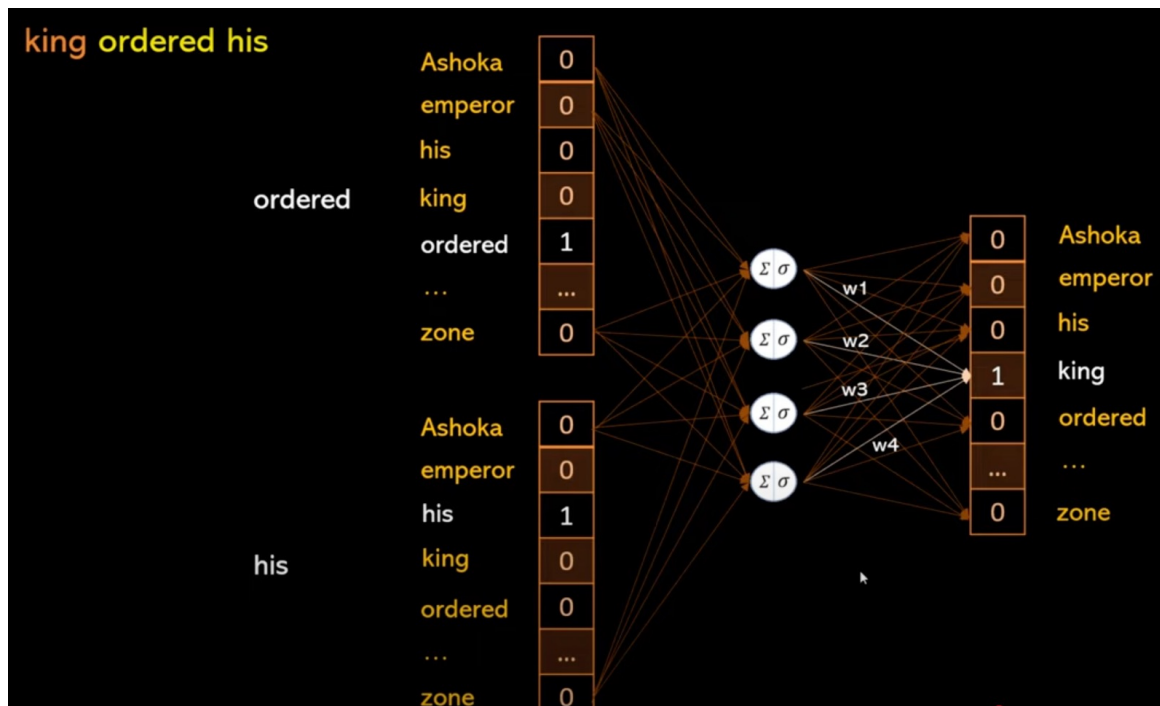 king ordered his
ordered
Ashoka 0
emperor 0
his 0
king 0
ordered 1
... ...
zone 0
his
Ashoka 0
emperor 0
his 1
king 0
ordered 0
... ...
zone 0
Σ σ
Σ σ
Σ σ
Σ σ
w1
w2
w3
w4
0 Ashoka
0 emperor
0 his
1 king
0 ordered
... ...
0 zone